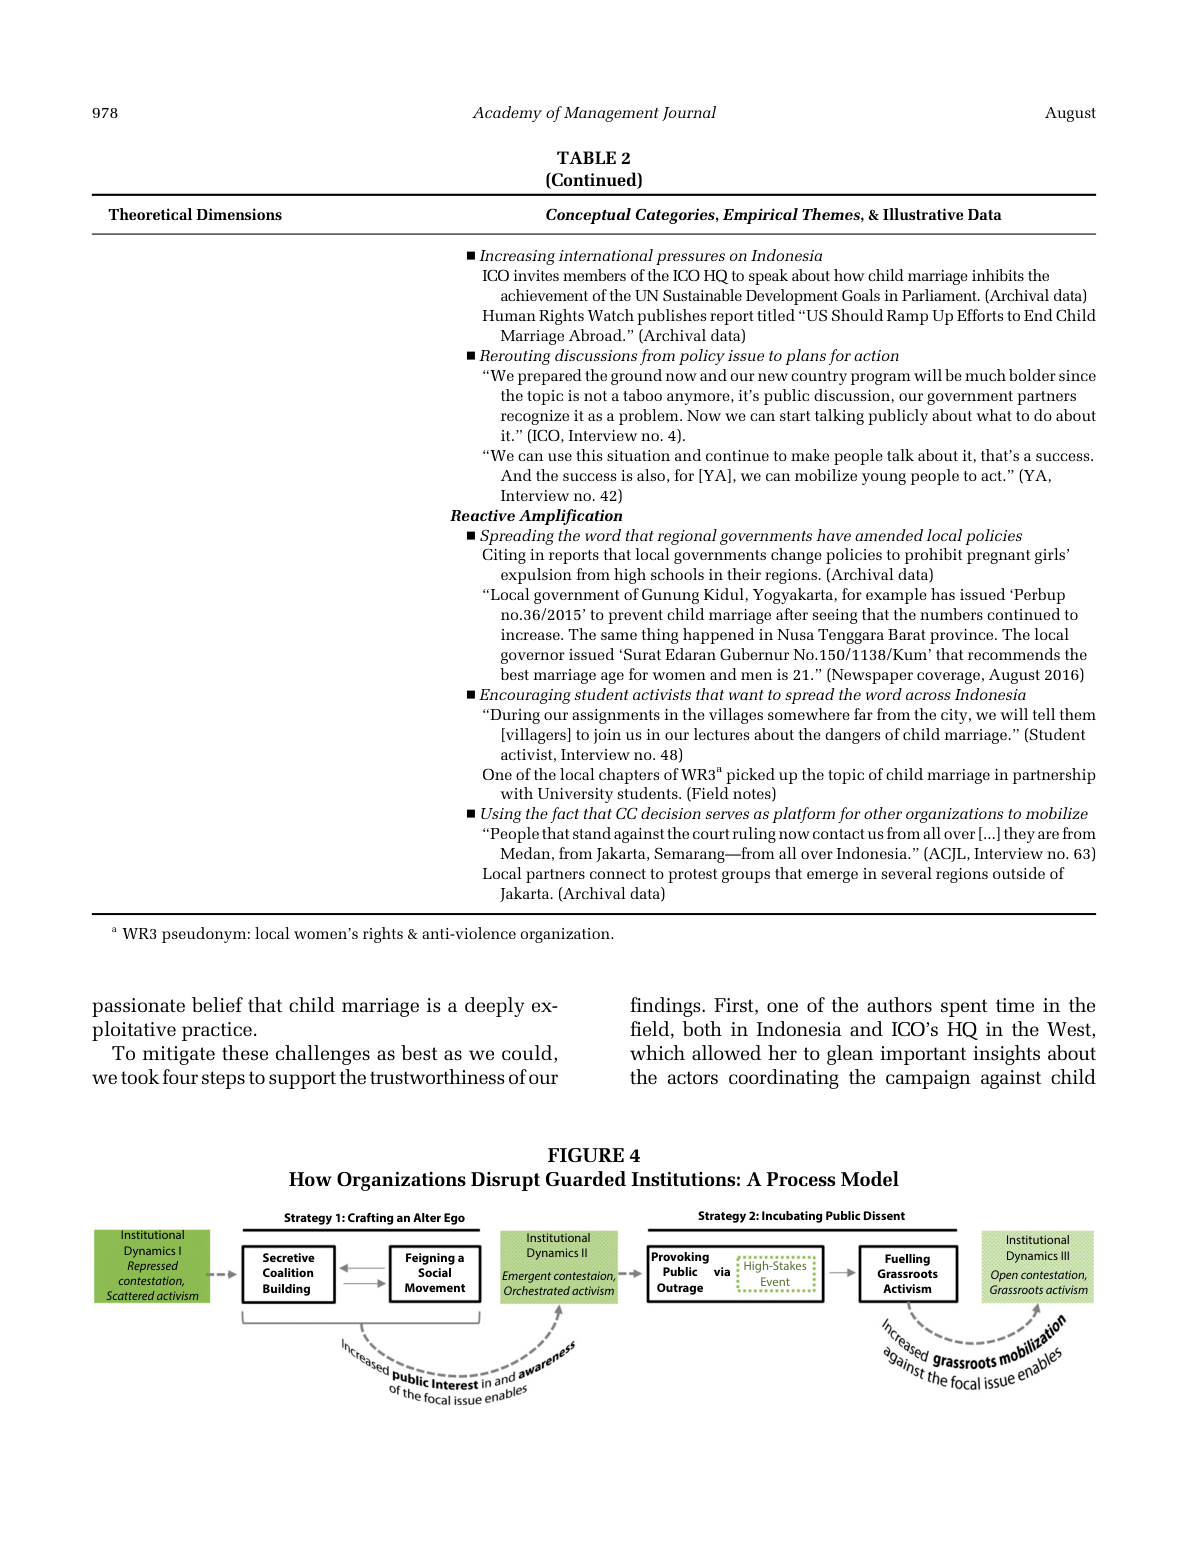 978
Academy of Management Journal
August
TABLE 2
(Continued)
Theoretical Dimensions
Conceptual Categories, Empirical Themes, & Illustrative Data
■ Increasing international pressures on Indonesia
ICO invites members of the ICO HQ to speak about how child marriage inhibits the
achievement of the UN Sustainable Development Goals in Parliament. (Archival data)
Human Rights Watch publishes report titled “US Should Ramp Up Efforts to End Child
Marriage Abroad.” (Archival data)
■ Rerouting discussions from policy issue to plans for action
“We prepared the ground now and our new country program will be much bolder since
the topic is not a taboo anymore, it’s public discussion, our government partners
recognize it as a problem. Now we can start talking publicly about what to do about
it.” (ICO, Interview no. 4).
“We can use this situation and continue to make people talk about it, that’s a success.
And the success is also, for [YA], we can mobilize young people to act.” (YA,
Interview no. 42)
Reactive Amplification
■ Spreading the word that regional governments have amended local policies
Citing in reports that local governments change policies to prohibit pregnant girls’
expulsion from high schools in their regions. (Archival data)
“Local government of Gunung Kidul, Yogyakarta, for example has issued ‘Perbup
no.36/2015’ to prevent child marriage after seeing that the numbers continued to
increase. The same thing happened in Nusa Tenggara Barat province. The local
governor issued ‘Surat Edaran Gubernur No.150/1138/Kum’ that recommends the
best marriage age for women and men is 21.” (Newspaper coverage, August 2016)
■ Encouraging student activists that want to spread the word across Indonesia
“During our assignments in the villages somewhere far from the city, we will tell them
[villagers] to join us in our lectures about the dangers of child marriage.” (Student
activist, Interview no. 48)
One of the local chapters of WR3a picked up the topic of child marriage in partnership
with University students. (Field notes)
■ Using the fact that CC decision serves as platform for other organizations to mobilize
“People that stand against the court ruling now contact us from all over [...] they are from
Medan, from Jakarta, Semarang—from all over Indonesia.” (ACJL, Interview no. 63)
Local partners connect to protest groups that emerge in several regions outside of
Jakarta. (Archival data)
a WR3 pseudonym: local women’s rights & anti-violence organization.
passionate belief that child marriage is a deeply ex-
ploitative practice.
To mitigate these challenges as best as we could,
we took four steps to support the trustworthiness of our
findings. First, one of the authors spent time in the
field, both in Indonesia and ICO’s HQ in the West,
which allowed her to glean important insights about
the actors coordinating the campaign against child
FIGURE 4
How Organizations Disrupt Guarded Institutions: A Process Model
Strategy 1: Crafting an Alter Ego
Strategy 2: Incubating Public Dissent
Institutional
Dynamics I
Repressed
contestation,
Scattered activism
Secretive
Coalition
Building
Feigning a
Social
Movement
Institutional
Dynamics II
Emergent contestaion,
Orchestrated activism
Provoking
Public via
Outrage
High-Stakes
Event
Fuelling
Grassroots
Activism
Institutional
Dynamics III
Open contestation,
Grassroots activism
Increased public Interest in and awareness
of the focal issue enables
Increased grassroots mobilization
against the focal issue enables